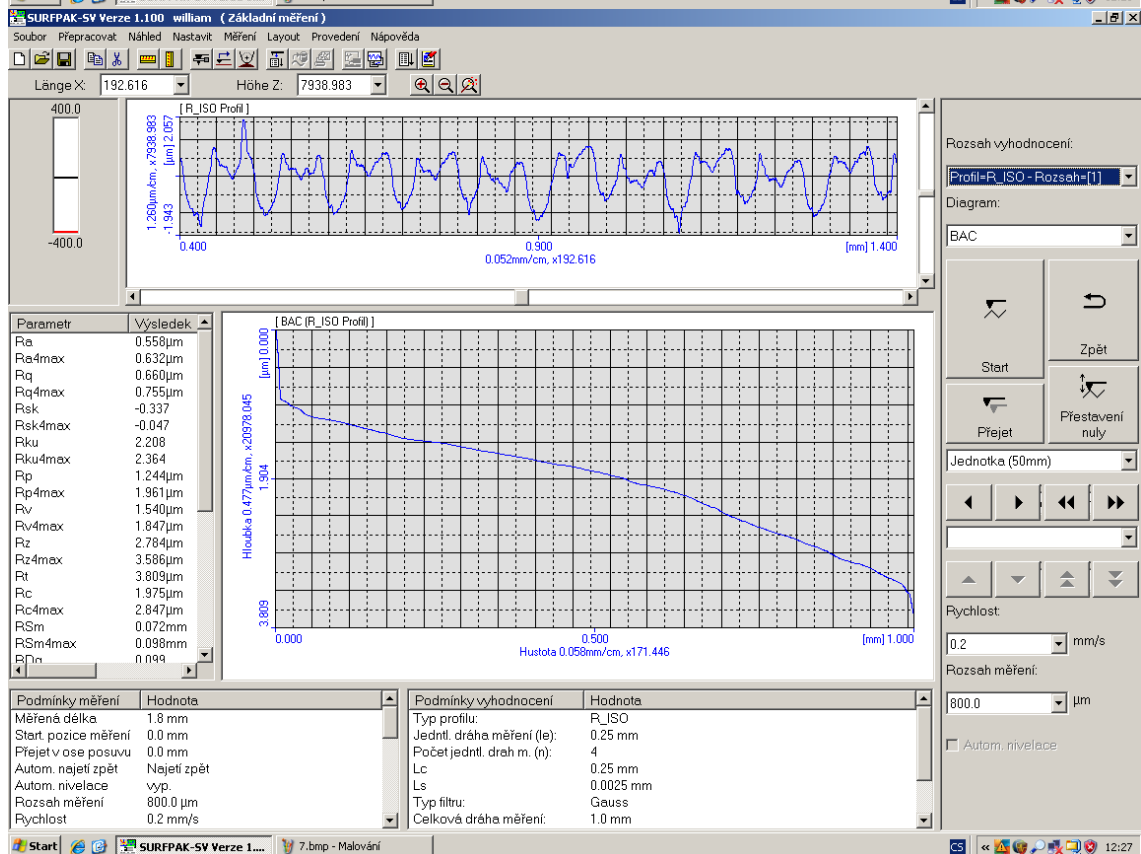 SURFPAK-SV Verze 1.100 william ( Základní měření )
Soubor Přepracovat Náhled Nastavit Měření Layout Provedení Nápověda
Länge X: 192.616 Höhe Z: 7938.983
400.0
-400.0
[ R_ISO Profil ]
1.260µm/cm, x7938.983
-1.943 [µm] 2.057
0.400 0.900 [mm] 1.400
0.052mm/cm, x192.616
Rozsah vyhodnocení:
Profil=R_ISO - Rozsah=[1]
Diagram:
BAC
Start
Zpět
Přejet
Přestavení nuly
Jednotka (50mm)
Rychlost:
0.2 mm/s
Rozsah měření:
800.0 µm
Autom. nivelace
Parametr Výsledek
Ra 0.558µm
Ra4max 0.632µm
Rq 0.660µm
Rq4max 0.755µm
Rsk -0.337
Rsk4max -0.047
Rku 2.208
Rku4max 2.364
Rp 1.244µm
Rp4max 1.961µm
Rv 1.540µm
Rv4max 1.847µm
Rz 2.784µm
Rz4max 3.586µm
Rt 3.809µm
Rc 1.975µm
Rc4max 2.847µm
RSm 0.072mm
RSm4max 0.098mm
RDq 0.099
[ BAC (R_ISO Profil) ]
Hloubka 0.477µm/cm, x20978.045
3.809 1.904 [µm] 0.000
0.000 0.500 [mm] 1.000
Hustota 0.058mm/cm, x171.446
Podmínky měření Hodnota
Měřená délka 1.8 mm
Start. pozice měření 0.0 mm
Přejet v ose posuvu 0.0 mm
Autom. najetí zpět Najetí zpět
Autom. nivelace vyp.
Rozsah měření 800.0 µm
Rychlost 0.2 mm/s
Podmínky vyhodnocení Hodnota
Typ profilu: R_ISO
Jedntl. dráha měření (le): 0.25 mm
Počet jedntl. drah m. (n): 4
Lc 0.25 mm
Ls 0.0025 mm
Typ filtru: Gauss
Celková dráha měření: 1.0 mm
Start SURFPAK-SV Verze 1.... 7.bmp - Malování CS 12:27